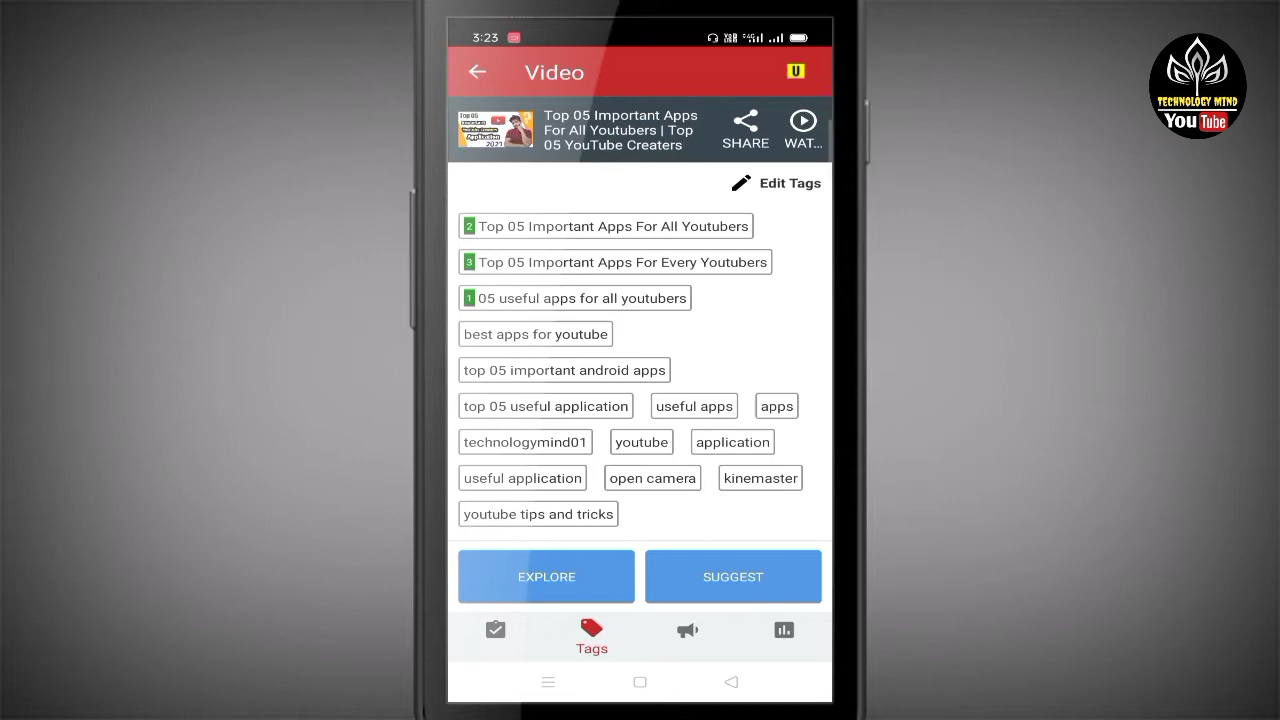 3:23
Video
U
TECHNOLOGY MIND
YouTube
Top 05 Important Apps
For All Youtubers | Top
05 YouTube Creaters
SHARE
WAT...
Top 05
2021
Edit Tags
2 Top 05 Important Apps For All Youtubers
3 Top 05 Important Apps For Every Youtubers
1 05 useful apps for all youtubers
best apps for youtube
top 05 important android apps
top 05 useful application useful apps apps
technologymind01 youtube application
useful application open camera kinemaster
youtube tips and tricks
EXPLORE SUGGEST
Tags